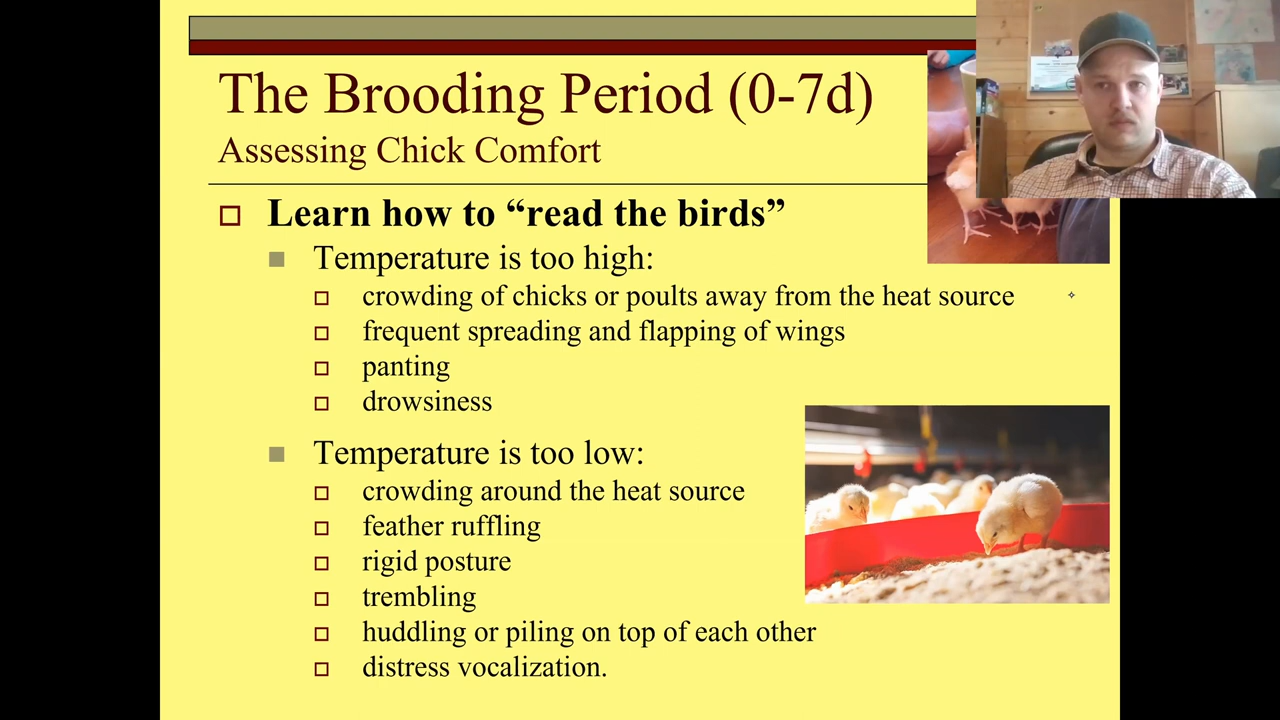 The Brooding Period (0-7d)
Assessing Chick Comfort
Learn how to “read the birds”
Temperature is too high:
crowding of chicks or poults away from the heat source
frequent spreading and flapping of wings
panting
drowsiness
Temperature is too low:
crowding around the heat source
feather ruffling
rigid posture
trembling
huddling or piling on top of each other
distress vocalization.